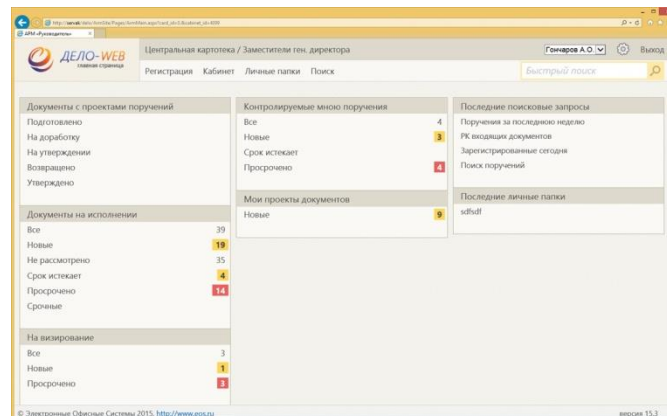 АРМ «Руководитель»
ДЕЛО-WEB
главная страница
Центральная картотека / Заместители ген. директора
Гончаров А.О.
Выход
Регистрация Кабинет Личные папки Поиск
Быстрый поиск
Документы с проектами поручений
Подготовлено
На доработку
На утверждении
Возвращено
Утверждено
Документы на исполнении
Все 39
Новые 19
Не рассмотрено 35
Срок истекает 4
Просрочено 14
Срочные
На визирование
Все 3
Новые 1
Просрочено 3
Контролируемые мною поручения
Все 4
Новые 3
Срок истекает
Просрочено 4
Мои проекты документов
Новые 9
Последние поисковые запросы
Поручения за последнюю неделю
РК входящих документов
Зарегистрированные сегодня
Поиск поручений
Последние личные папки
sdfsdf
© Электронные Офисные Системы 2015, http://www.eos.ru
версия 15.3